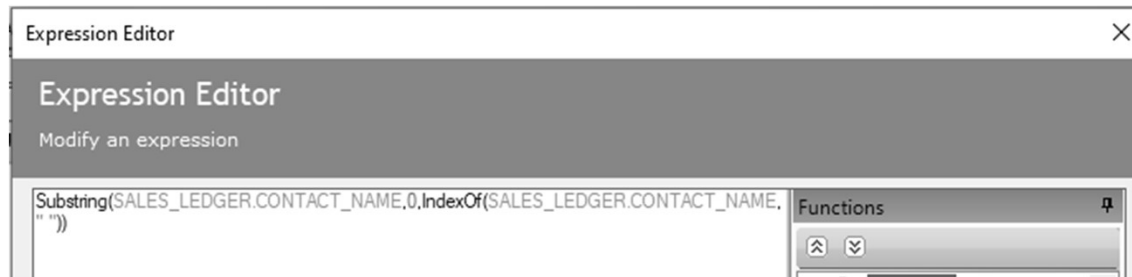 Expression Editor
Expression Editor
Modify an expression
Substring(SALES_LEDGER.CONTACT_NAME,0,IndexOf(SALES_LEDGER.CONTACT_NAME,
" "))
Functions